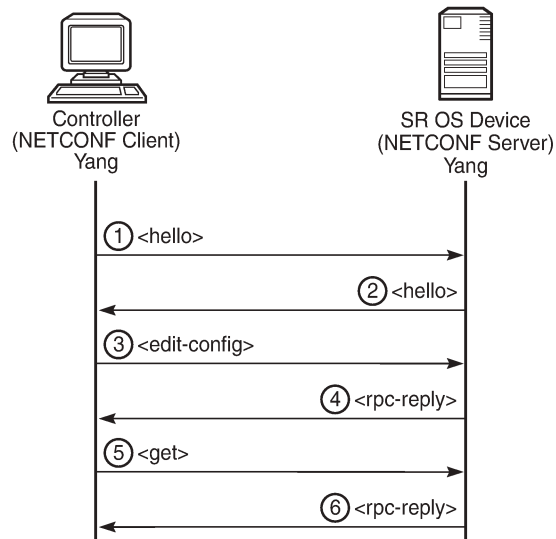 Controller
(NETCONF Client)
Yang
SR OS Device
(NETCONF Server)
Yang
1 <hello>
2 <hello>
3 <edit-config>
4 <rpc-reply>
5 <get>
6 <rpc-reply>